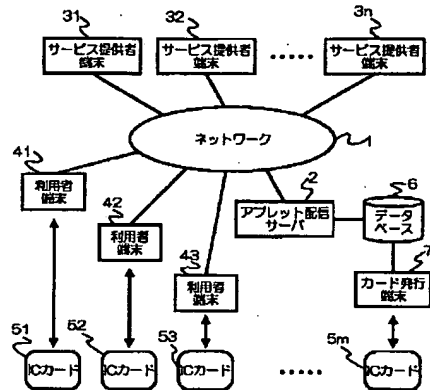 31
32
3n
サービス提供者
端末
サービス提供者
端末
・・・・・
サービス提供者
端末
ネットワーク
1
41
利用者
端末
42
利用者
端末
43
利用者
端末
2
アプレット配信
サーバ
6
データ
ベース
7
カード発行
端末
51
ICカード
52
ICカード
53
ICカード
・・・・・
5m
ICカード